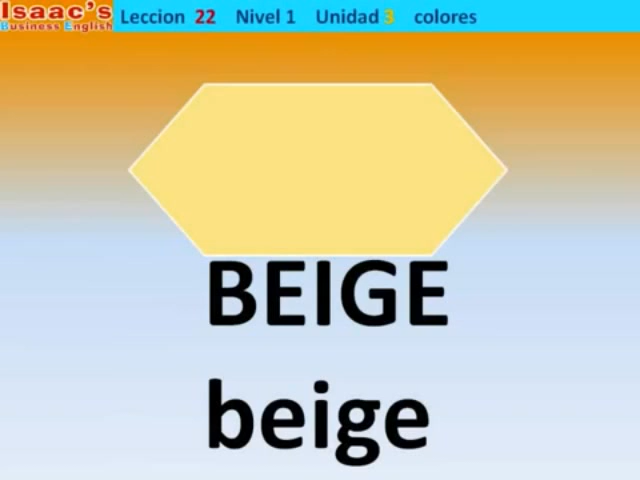 Isaac's
Business English
Leccion 22 Nivel 1 Unidad 3 colores
BEIGE
beige